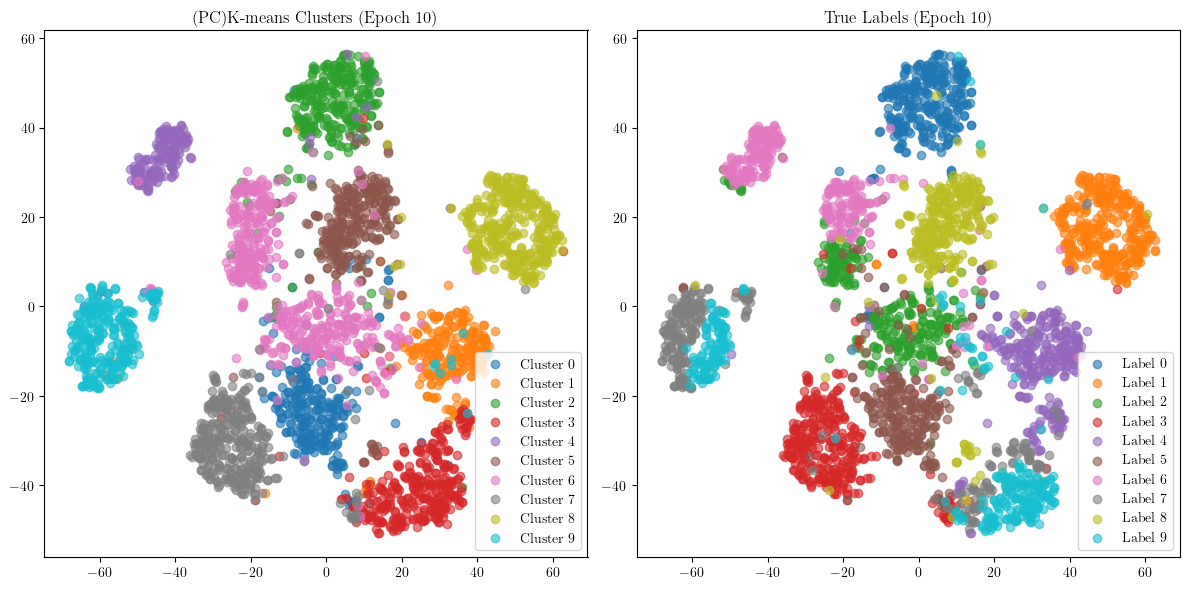 (PC)K-means Clusters (Epoch 10)
60
40
20
0
−20
−40
−60
−40
−20
0
20
40
60
Cluster 0
Cluster 1
Cluster 2
Cluster 3
Cluster 4
Cluster 5
Cluster 6
Cluster 7
Cluster 8
Cluster 9
True Labels (Epoch 10)
60
40
20
0
−20
−40
−60
−40
−20
0
20
40
60
Label 0
Label 1
Label 2
Label 3
Label 4
Label 5
Label 6
Label 7
Label 8
Label 9